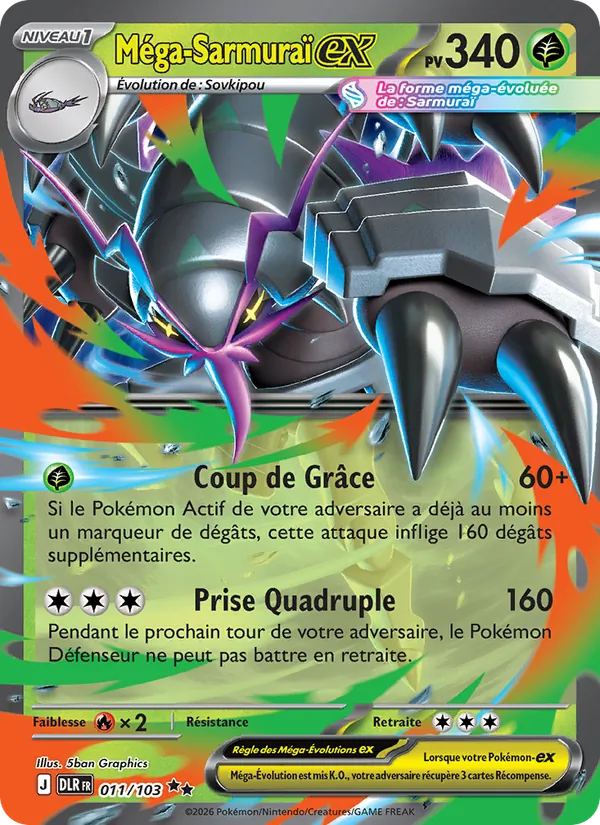 NIVEAU 1
Méga-Sarmuraï ex
PV 340
Évolution de : Sovkipou
La forme méga-évoluée
de : Sarmuraï
Coup de Grâce 60+
Si le Pokémon Actif de votre adversaire a déjà au moins
un marqueur de dégâts, cette attaque inflige 160 dégâts
supplémentaires.
Prise Quadruple 160
Pendant le prochain tour de votre adversaire, le Pokémon
Défenseur ne peut pas battre en retraite.
Faiblesse × 2 Résistance Retraite
Illus. 5ban Graphics
Règle des Méga-Évolutions ex Lorsque votre Pokémon-ex
Méga-Évolution est mis K.O., votre adversaire récupère 3 cartes Récompense.
J DLR FR 011/103 ★★
©2026 Pokémon/Nintendo/Creatures/GAME FREAK